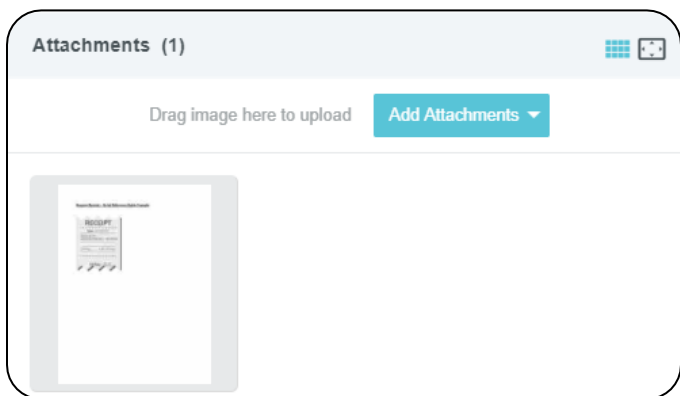 Attachments (1)
Drag image here to upload
Add Attachments
RECEIPT